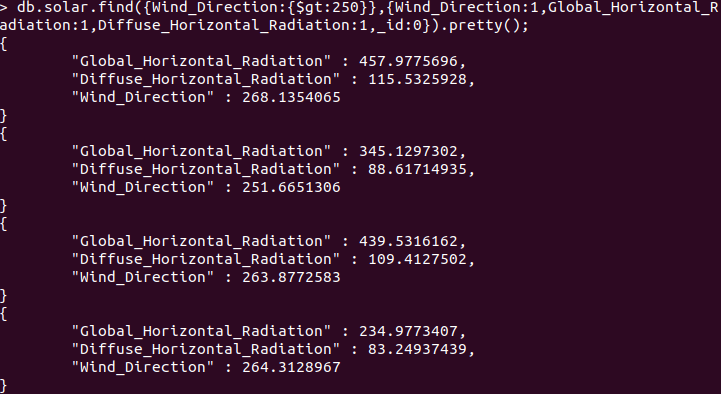 > db.solar.find({Wind_Direction:{$gt:250}},{Wind_Direction:1,Global_Horizontal_R
adiation:1,Diffuse_Horizontal_Radiation:1,_id:0}).pretty();
{
        "Global_Horizontal_Radiation" : 457.9775696,
        "Diffuse_Horizontal_Radiation" : 115.5325928,
        "Wind_Direction" : 268.1354065
}
{
        "Global_Horizontal_Radiation" : 345.1297302,
        "Diffuse_Horizontal_Radiation" : 88.61714935,
        "Wind_Direction" : 251.6651306
}
{
        "Global_Horizontal_Radiation" : 439.5316162,
        "Diffuse_Horizontal_Radiation" : 109.4127502,
        "Wind_Direction" : 263.8772583
}
{
        "Global_Horizontal_Radiation" : 234.9773407,
        "Diffuse_Horizontal_Radiation" : 83.24937439,
        "Wind_Direction" : 264.3128967
}